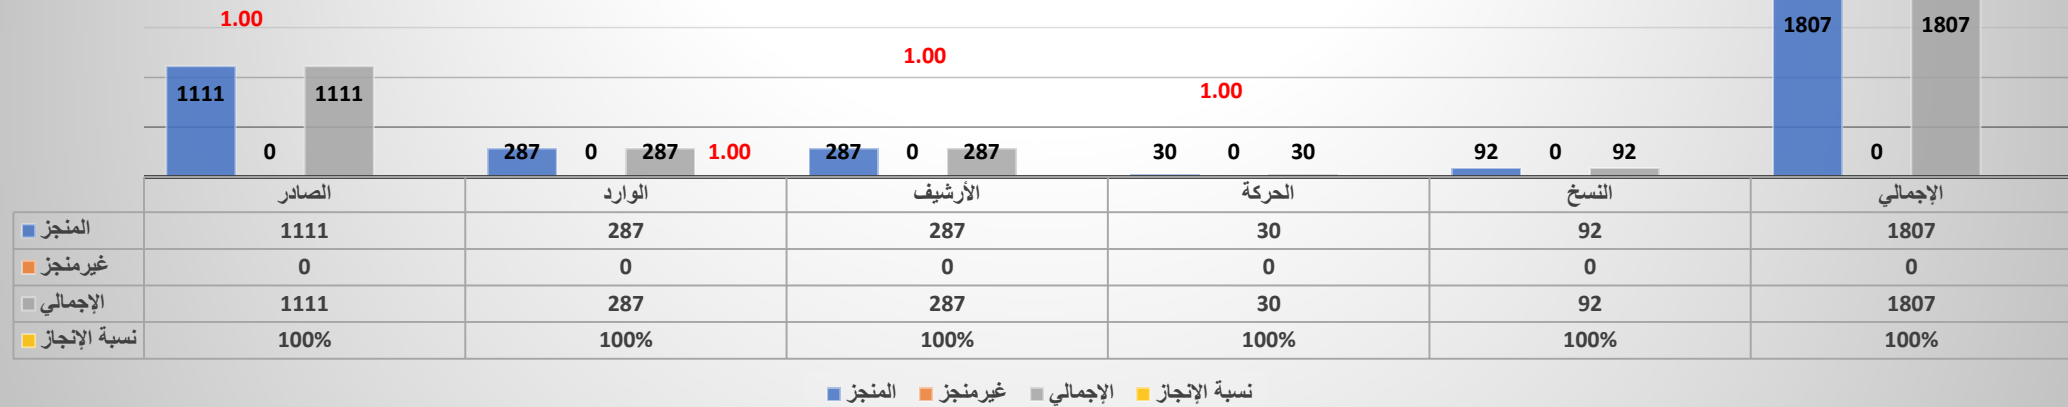 1.00
1807 1807
1.00
1111 1111
1.00
0
287 0 287 1.00
287 0 287
30 0 30
92 0 92
0
الصادر الوارد الأرشيف الحركة النسخ الإجمالي
المنجز 1111 287 287 30 92 1807
غيرمنجز 0 0 0 0 0 0
الإجمالي 1111 287 287 30 92 1807
نسبة الإنجاز 100% 100% 100% 100% 100% 100%
المنجز غيرمنجز الإجمالي نسبة الإنجاز